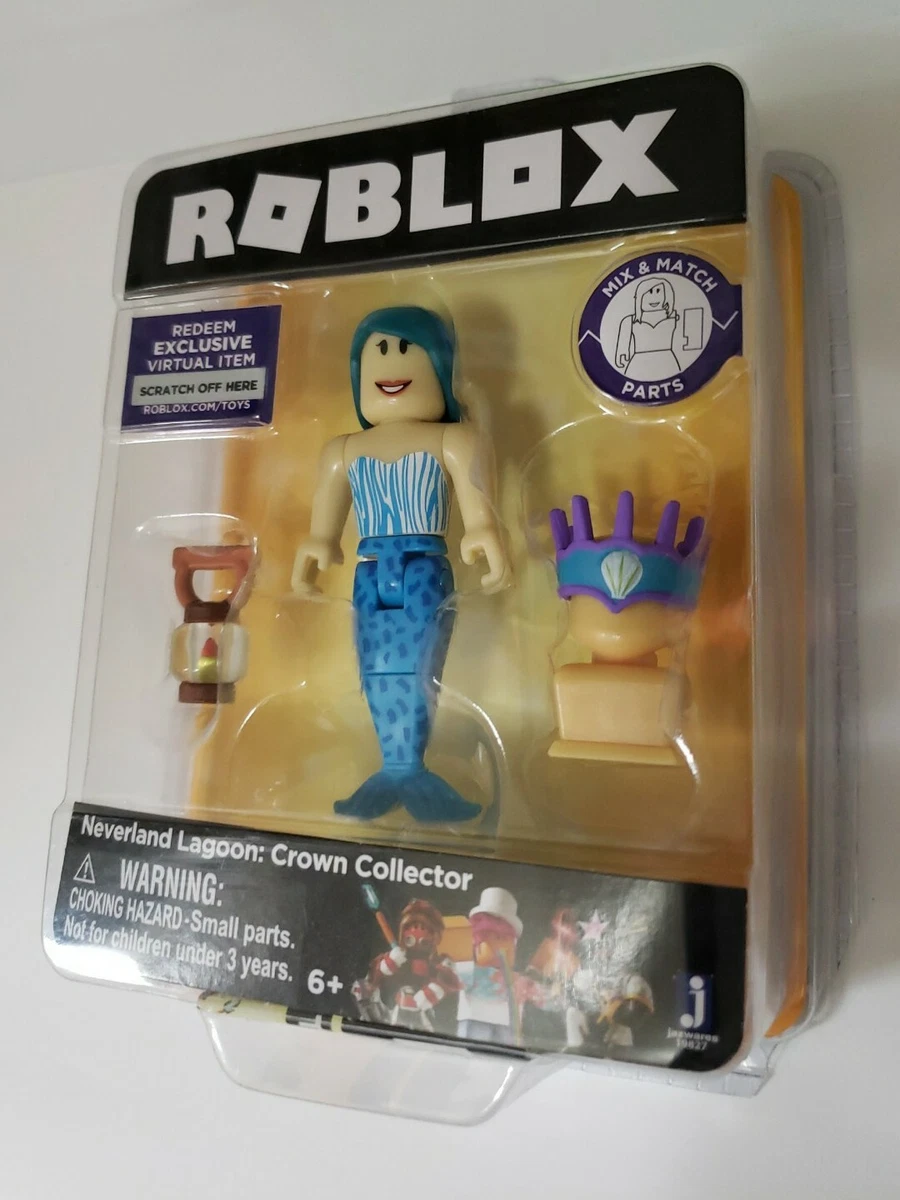 ROBLOX
REDEEM
EXCLUSIVE
VIRTUAL ITEM
SCRATCH OFF HERE
ROBLOX.COM/TOYS
MIX & MATCH
PARTS
Neverland Lagoon: Crown Collector
WARNING:
CHOKING HAZARD-Small parts.
Not for children under 3 years.
6+
j
jazwares
19827